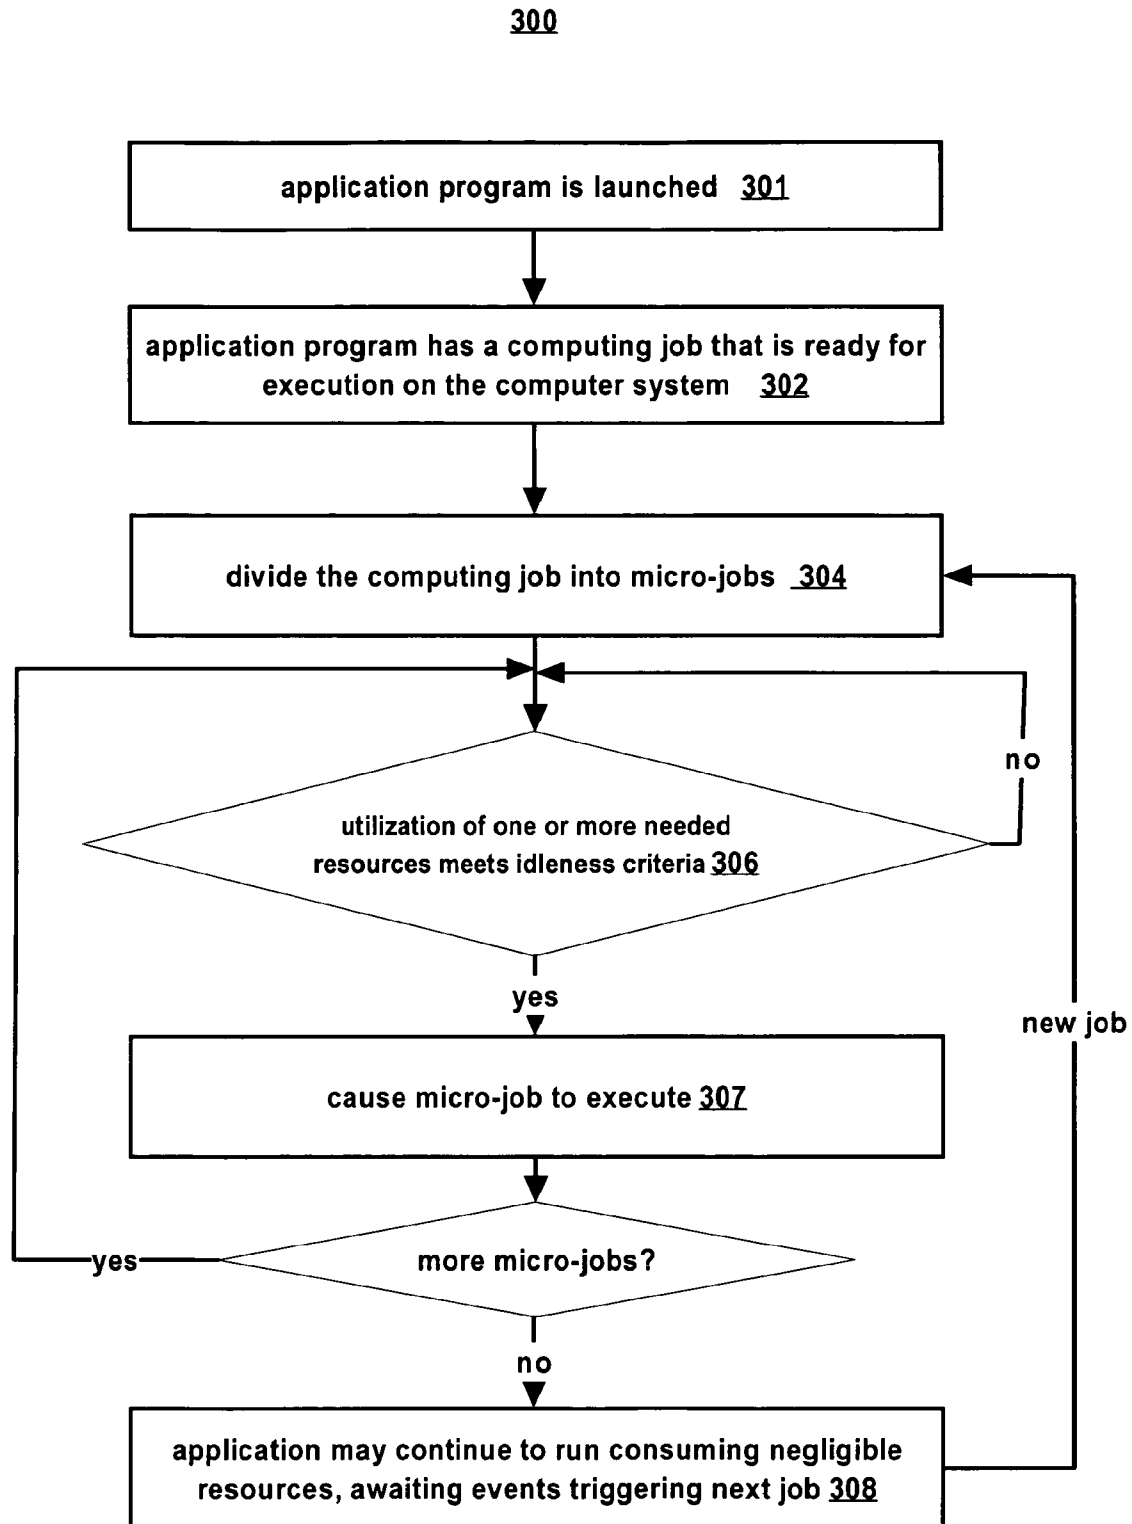 300
application program is launched 301
application program has a computing job that is ready for
execution on the computer system 302
divide the computing job into micro-jobs 304
no
utilization of one or more needed
resources meets idleness criteria 306
yes
new job
cause micro-job to execute 307
yes
more micro-jobs?
no
application may continue to run consuming negligible
resources, awaiting events triggering next job 308